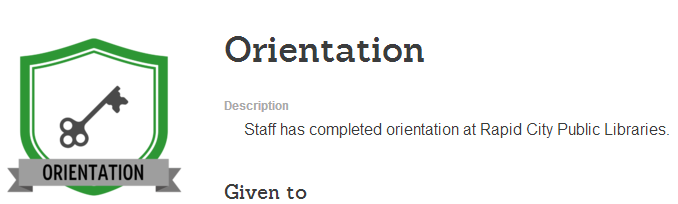 Orientation
Description
Staff has completed orientation at Rapid City Public Libraries.
ORIENTATION
Given to